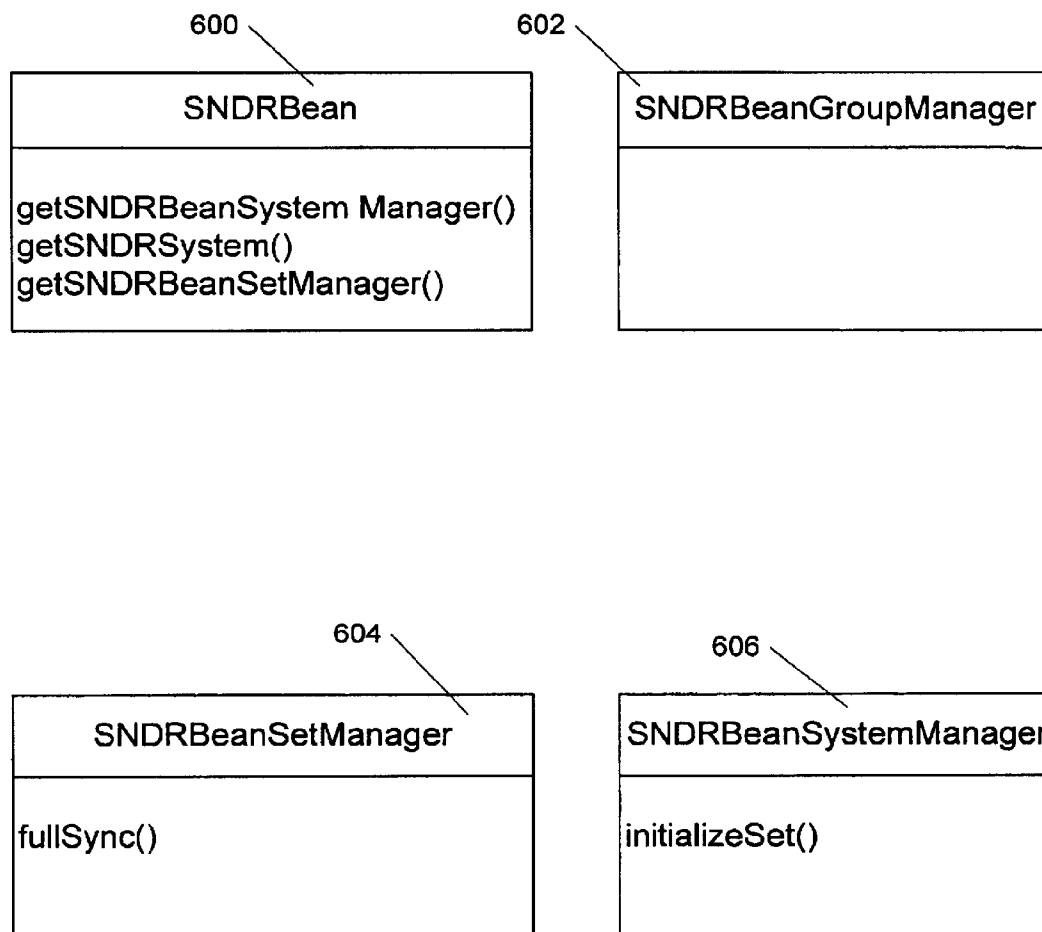 600
602
SNDRBean
SNDRBeanGroupManager
getSNDRBeanSystem Manager()
getSNDRSystem()
getSNDRBeanSetManager()
604
606
SNDRBeanSetManager
SNDRBeanSystemManager
fullSync()
initializeSet()